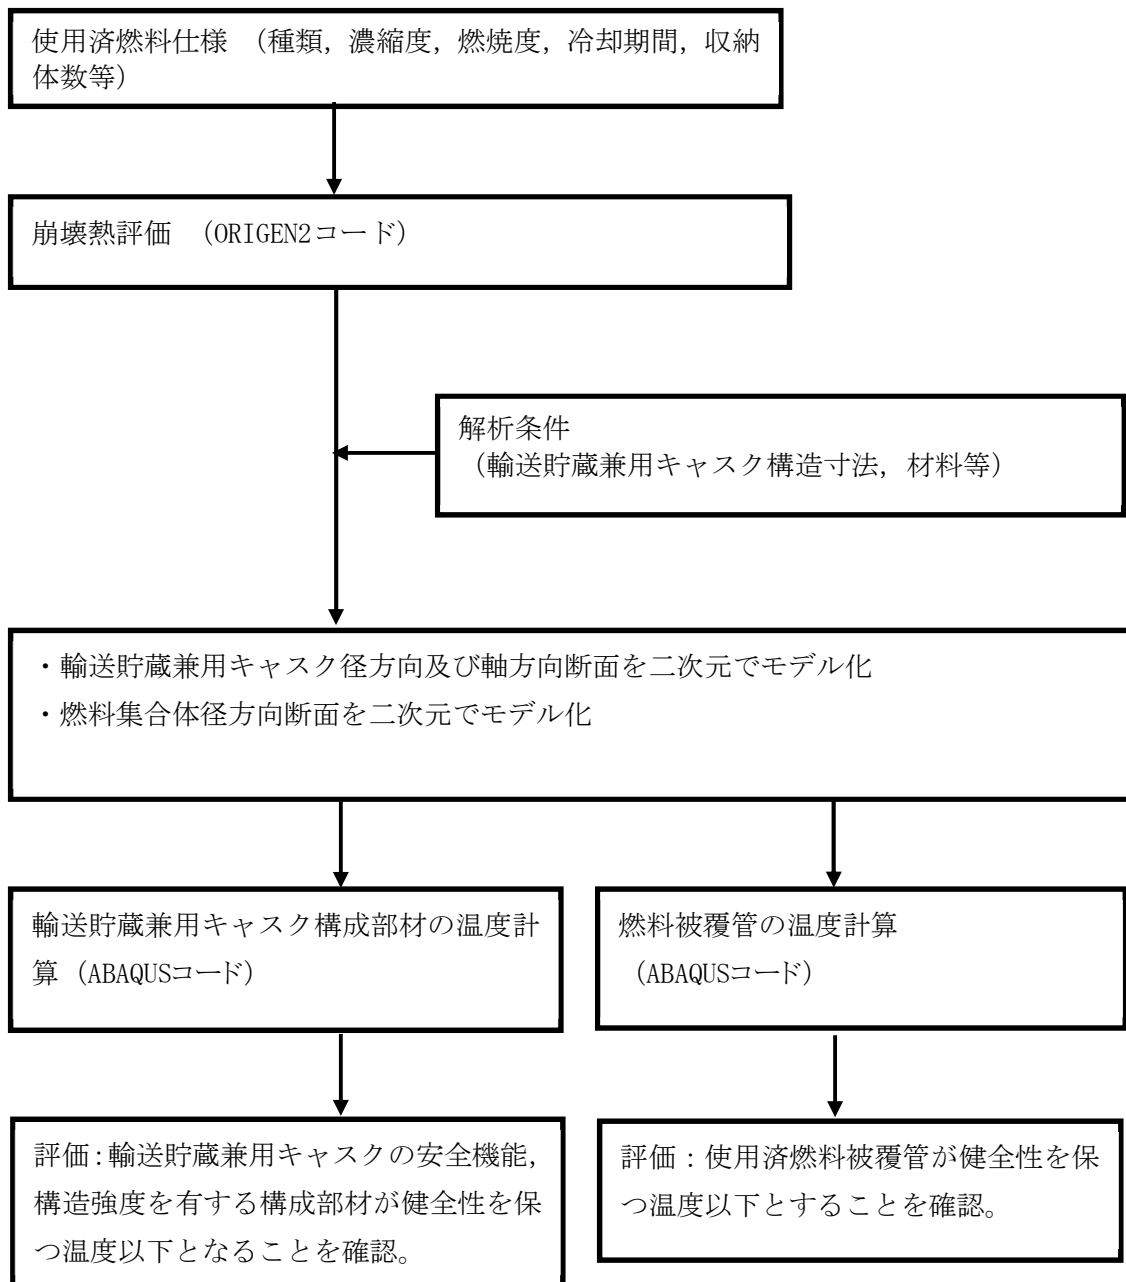 使用済燃料仕様 （種類，濃縮度，燃焼度，冷却期間，収納
体数等）
崩壊熱評価 （ORIGEN2コード）
解析条件
（輸送貯蔵兼用キャスク構造寸法，材料等）
・輸送貯蔵兼用キャスク径方向及び軸方向断面を二次元でモデル化
・燃料集合体径方向断面を二次元でモデル化
輸送貯蔵兼用キャスク構成部材の温度計
算（ABAQUSコード）
燃料被覆管の温度計算
（ABAQUSコード）
評価：輸送貯蔵兼用キャスクの安全機能，
構造強度を有する構成部材が健全性を保
つ温度以下となることを確認。
評価：使用済燃料被覆管が健全性を保
つ温度以下とすることを確認。